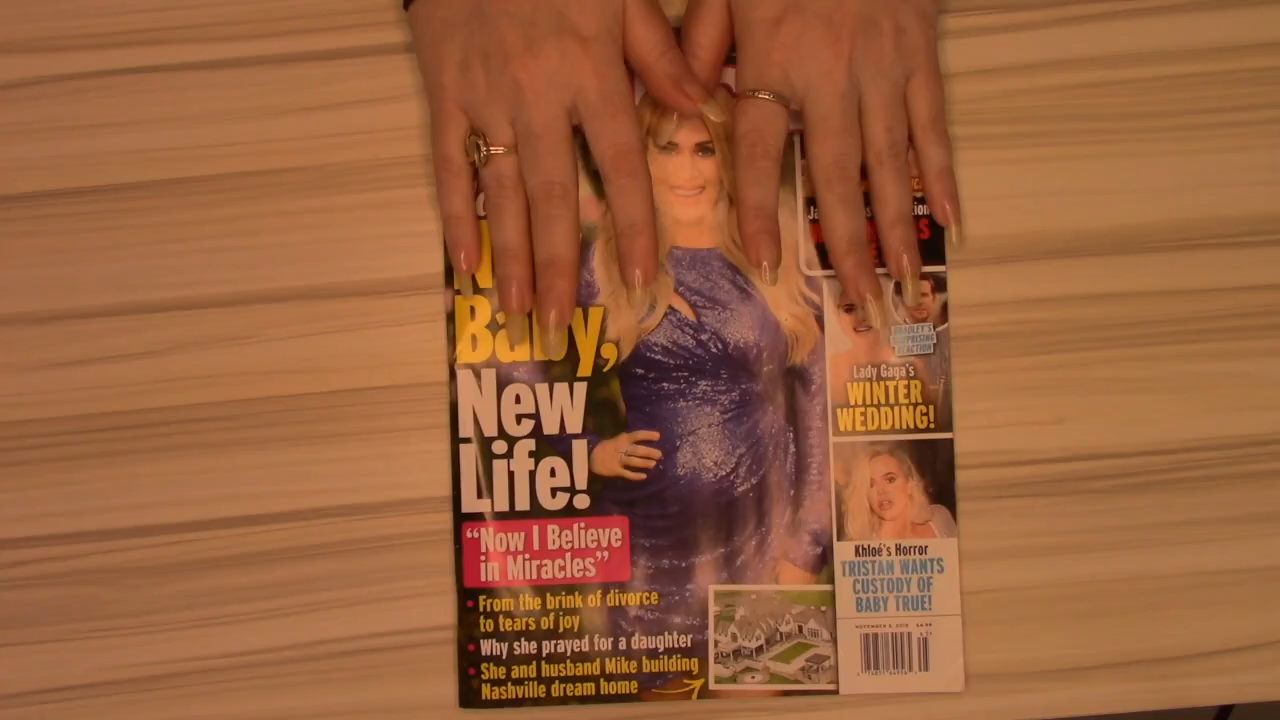 Baby,
New
Life!
“Now I Believe
in Miracles”
• From the brink of divorce
to tears of joy
• Why she prayed for a daughter
• She and husband Mike building
Nashville dream home
BRADLEY'S
SURPRISING
REACTION
Lady Gaga's
WINTER
WEDDING!
Khloé's Horror
TRISTAN WANTS
CUSTODY OF
BABY TRUE!